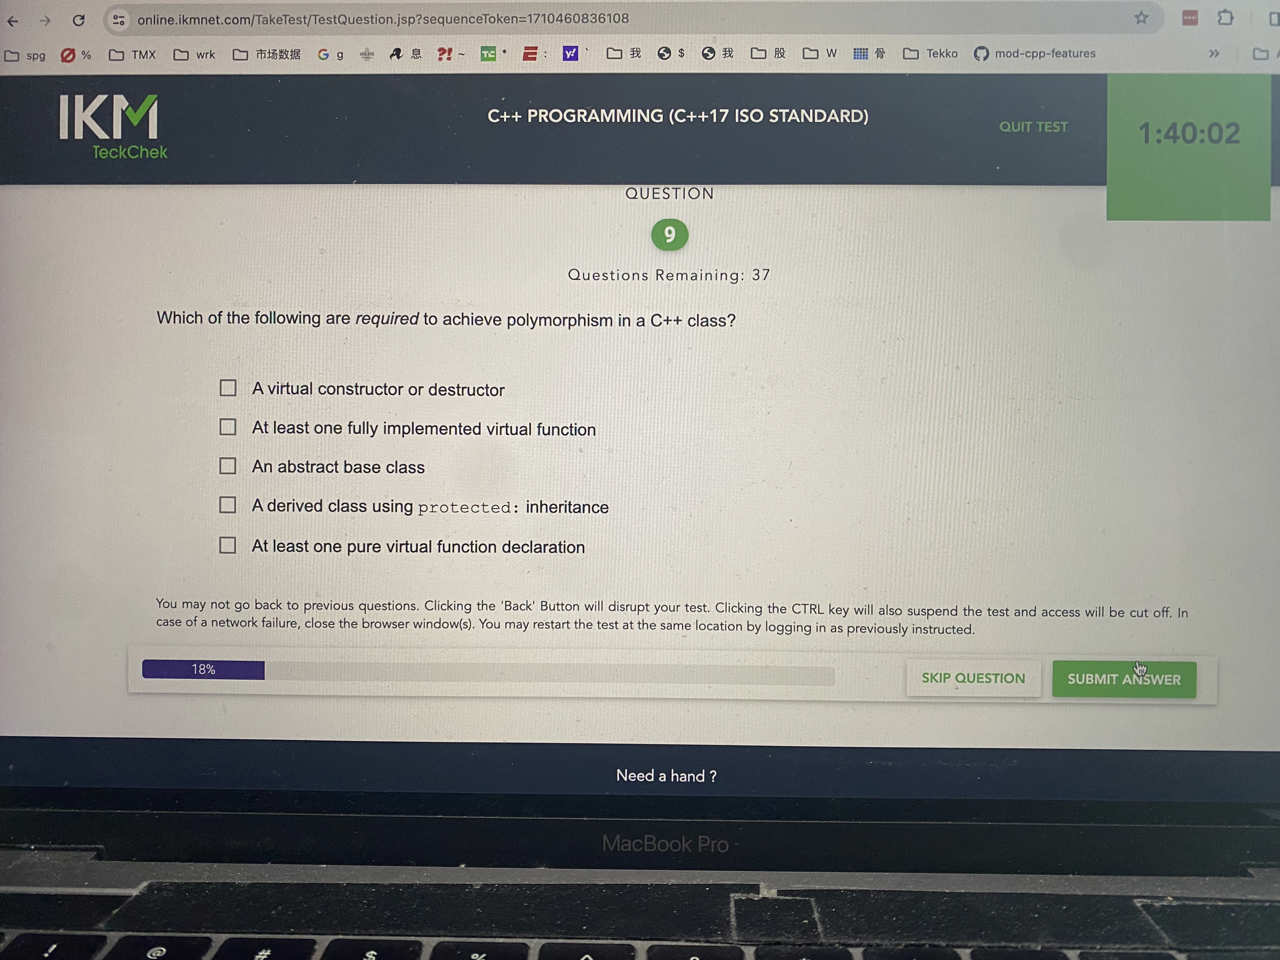 online.ikmnet.com/TakeTest/TestQuestion.jsp?sequenceToken=1710460836108
spg % TMX wrk 市场数据 G g 息 ?! ~ TC • : y! ` 我 $ 我 股 W 骨 Tekko mod-cpp-features »
IKM
TeckChek
C++ PROGRAMMING (C++17 ISO STANDARD)
QUIT TEST
1:40:02
QUESTION
9
Questions Remaining: 37
Which of the following are required to achieve polymorphism in a C++ class?
A virtual constructor or destructor
At least one fully implemented virtual function
An abstract base class
A derived class using protected: inheritance
At least one pure virtual function declaration
You may not go back to previous questions. Clicking the 'Back' Button will disrupt your test. Clicking the CTRL key will also suspend the test and access will be cut off. In
case of a network failure, close the browser window(s). You may restart the test at the same location by logging in as previously instructed.
18%
SKIP QUESTION
SUBMIT ANSWER
Need a hand ?
MacBook Pro
! @ # $ % ^